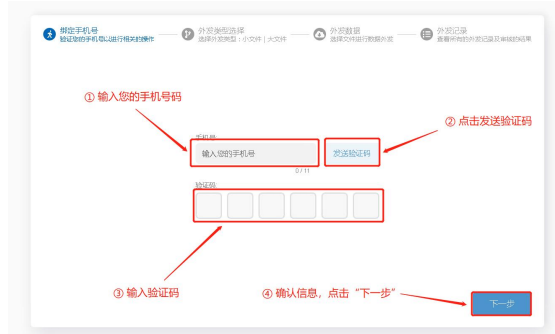 绑定手机号
验证您的手机号以进行相关的操作
外发类型选择
选择外发类型：小文件 | 大文件
外发数据
选择文件进行数据外发
外发记录
查看所有的外发记录及审核的结果
① 输入您的手机号码
② 点击发送验证码
手机号
输入您的手机号
发送验证码
0 / 11
验证码
③ 输入验证码
④ 确认信息，点击“下一步”
下一步